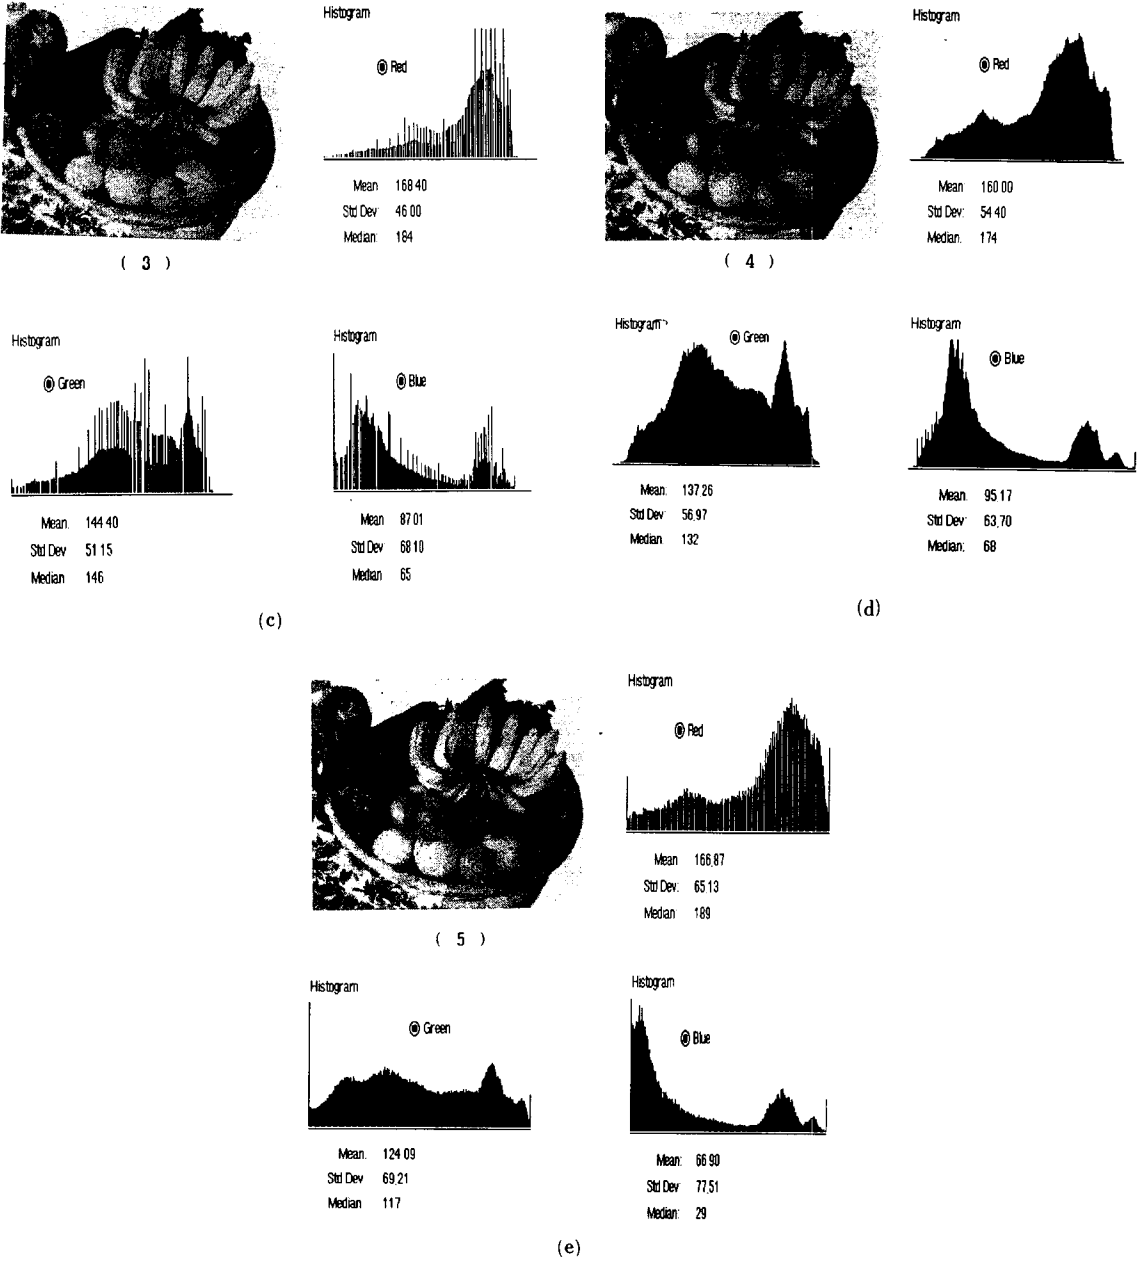 Histogram
Red
Mean 168 40
Std Dev: 46 00
Median: 184
( 3 )
Histogram
Green
Mean. 144 40
Std Dev 51 15
Median 146
Histogram
Blue
Mean 87 01
Std Dev: 68 10
Median 65
(c)
Histogram
Red
Mean 160 00
Std Dev: 54 40
Median. 174
( 4 )
Histogram
Green
Mean: 137 26
Std Dev: 56,97
Median 132
Histogram
Blue
Mean. 95 17
Std Dev: 63,70
Median: 68
(d)
Histogram
Red
Mean 166,87
Std Dev: 65 13
Median 189
( 5 )
Histogram
Green
Mean. 124 09
Std Dev 69,21
Median 117
Histogram
Blue
Mean: 66 90
Std Dev: 77,51
Median: 29
(e)